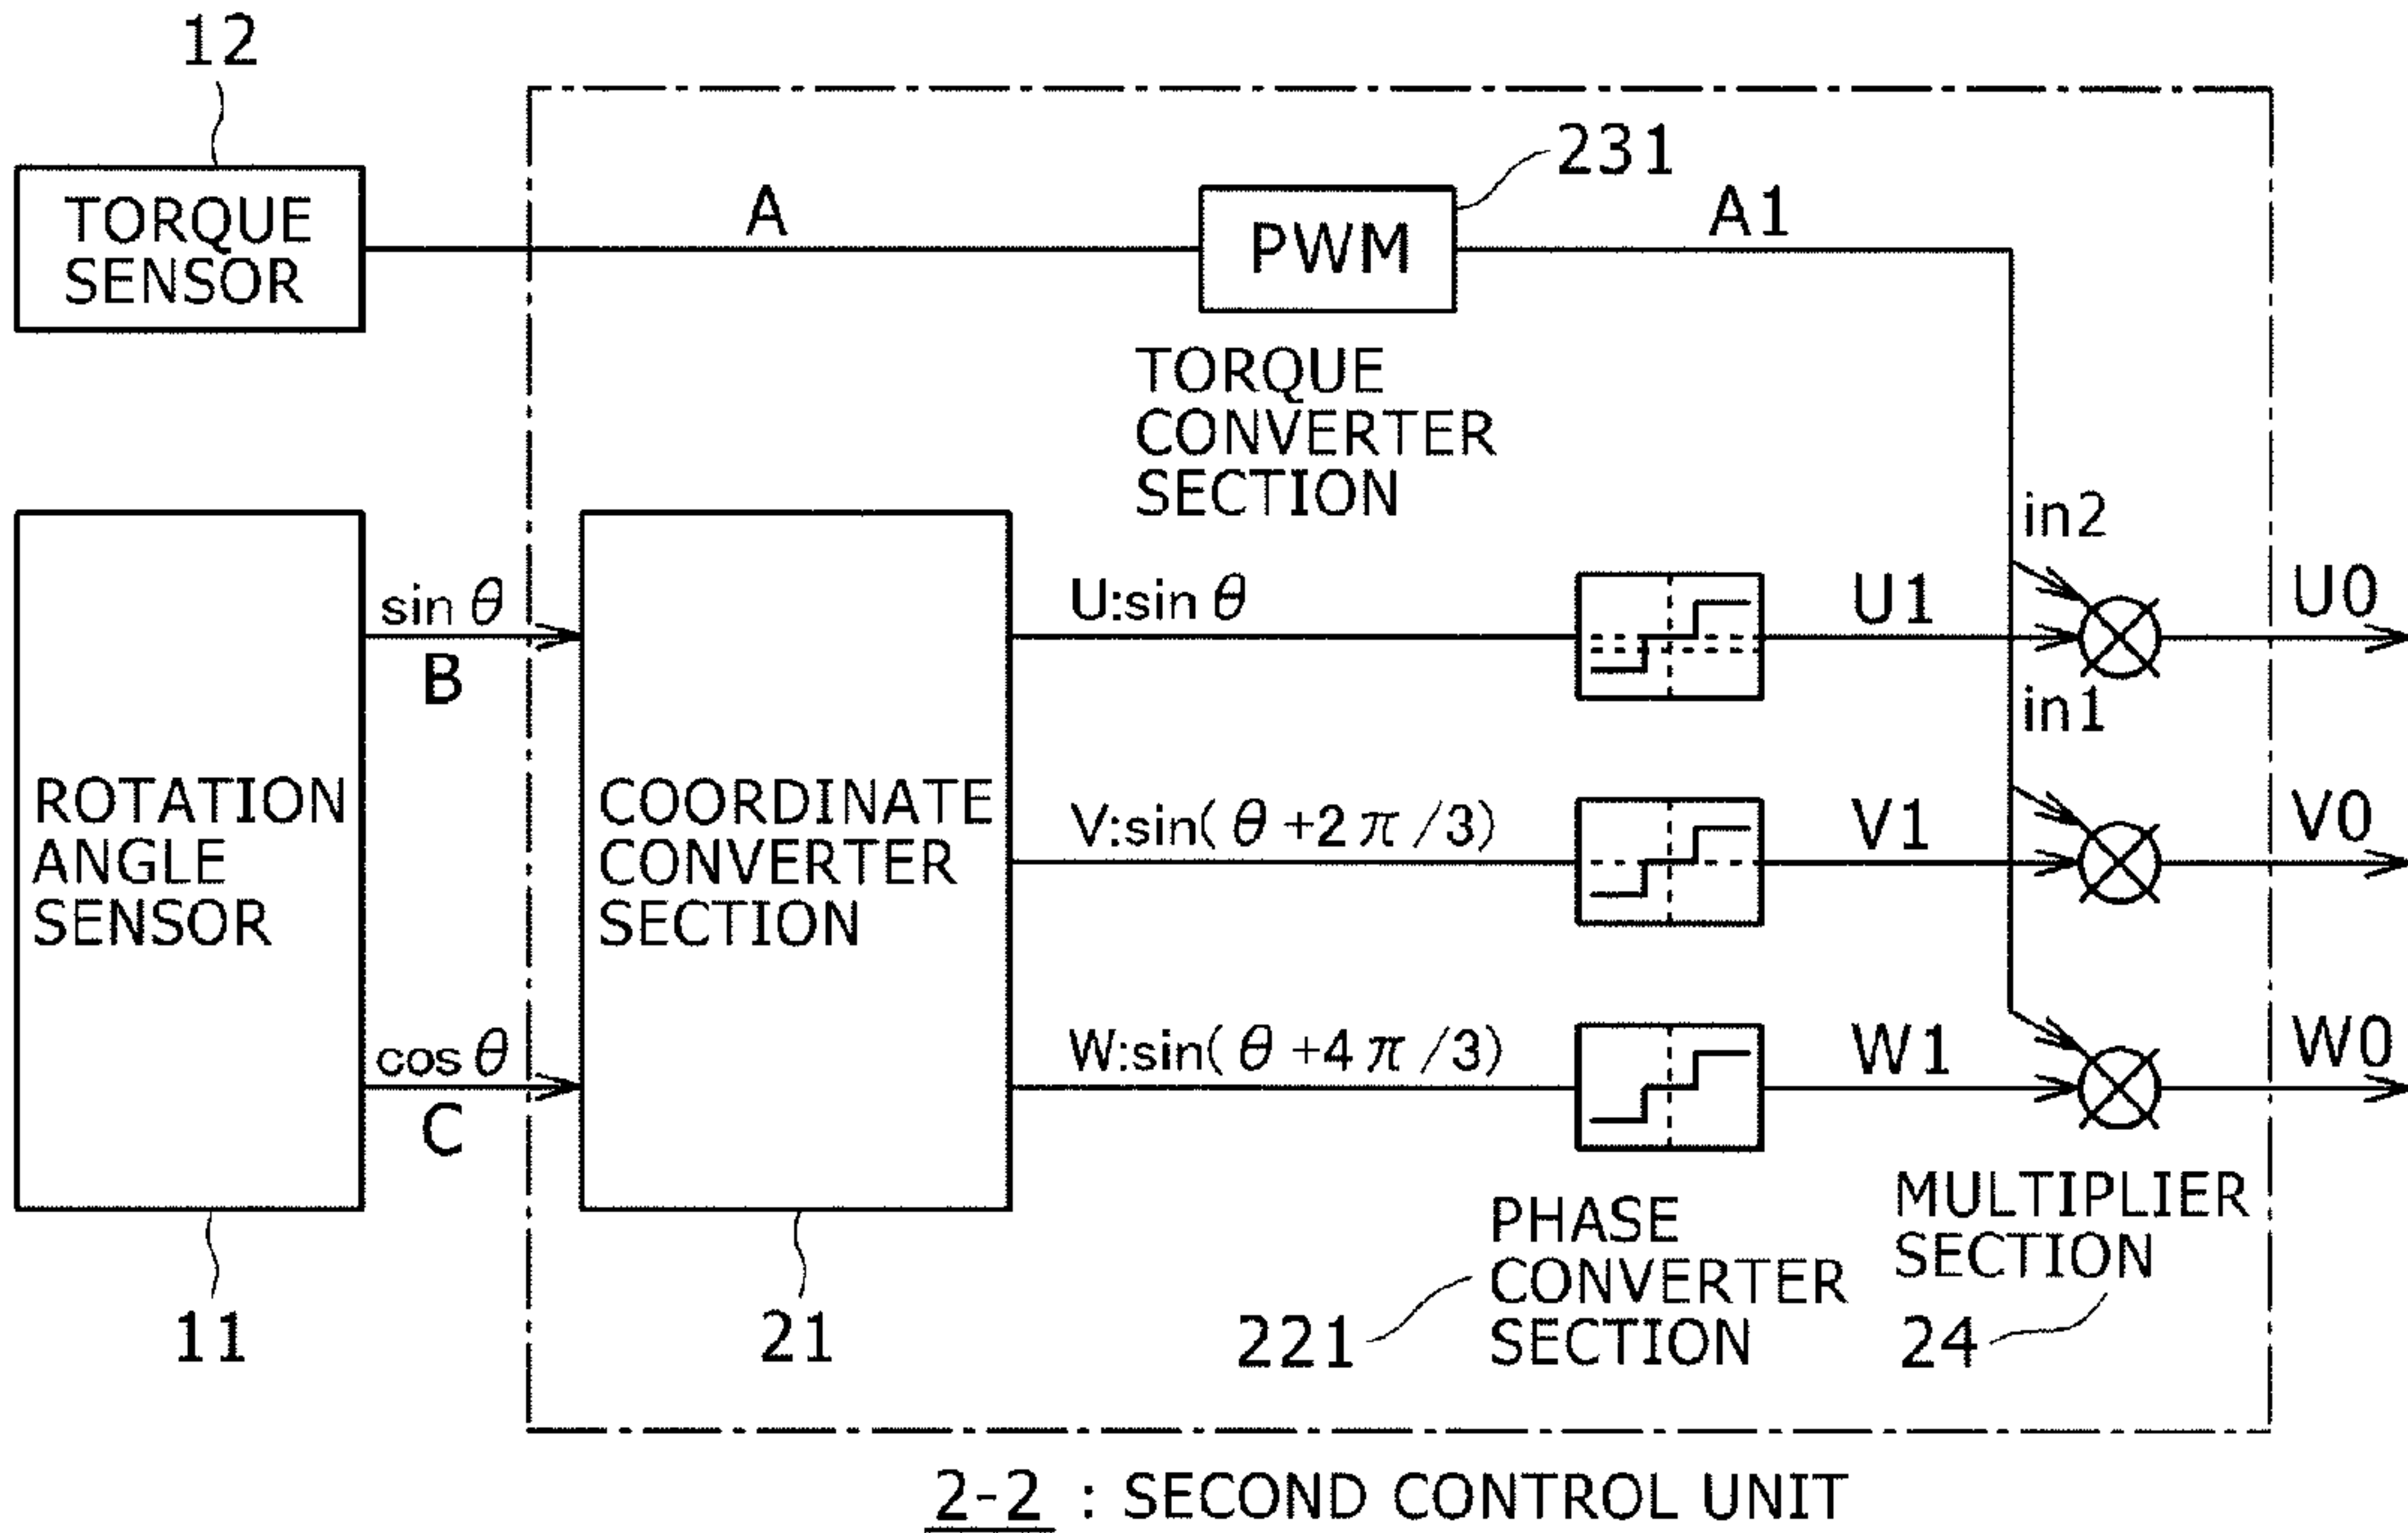 12
231
TORQUE
SENSOR
A
PWM
A1
TORQUE
CONVERTER
SECTION
in2
sin θ
B
U:sin θ
U1
U0
in1
ROTATION
ANGLE
SENSOR
COORDINATE
CONVERTER
SECTION
V:sin( θ +2 π /3)
V1
V0
cos θ
C
W:sin( θ +4 π /3)
W1
W0
11
21
PHASE
CONVERTER
SECTION
221
MULTIPLIER
SECTION
24
2-2 : SECOND CONTROL UNIT